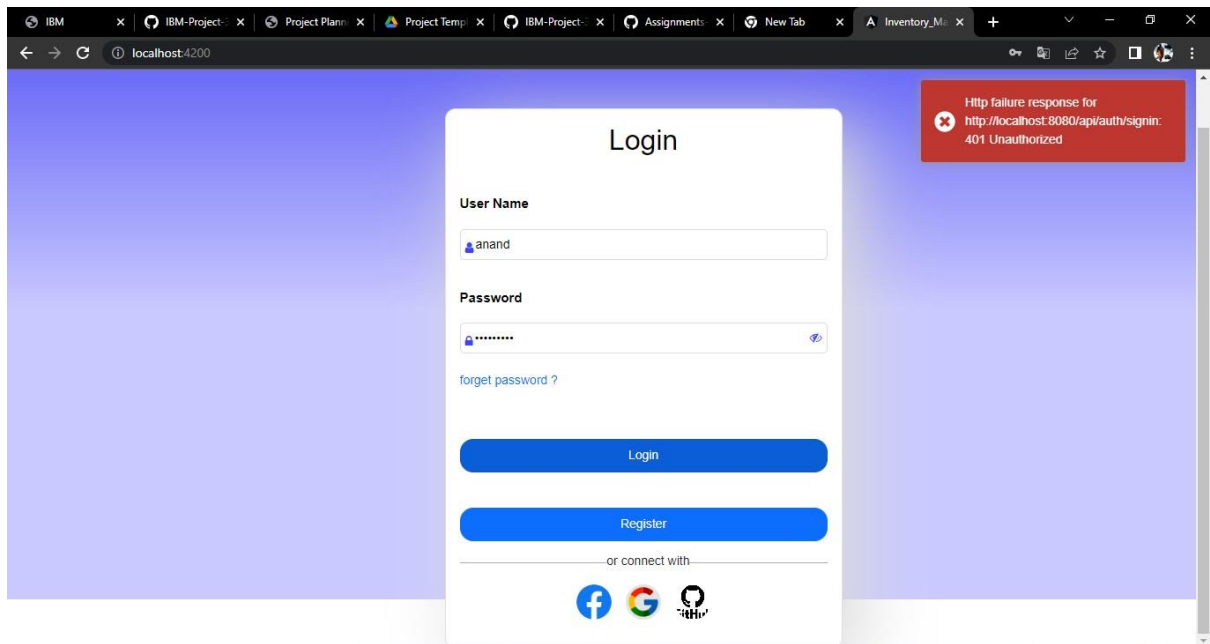 IBM
IBM-Project-
Project Plann
Project Templ
IBM-Project-
Assignments-
New Tab
Inventory_Ma
localhost:4200
Http failure response for
http://localhost:8080/api/auth/signin:
401 Unauthorized
Login
User Name
anand
Password
forget password ?
Login
Register
or connect with
GitHub